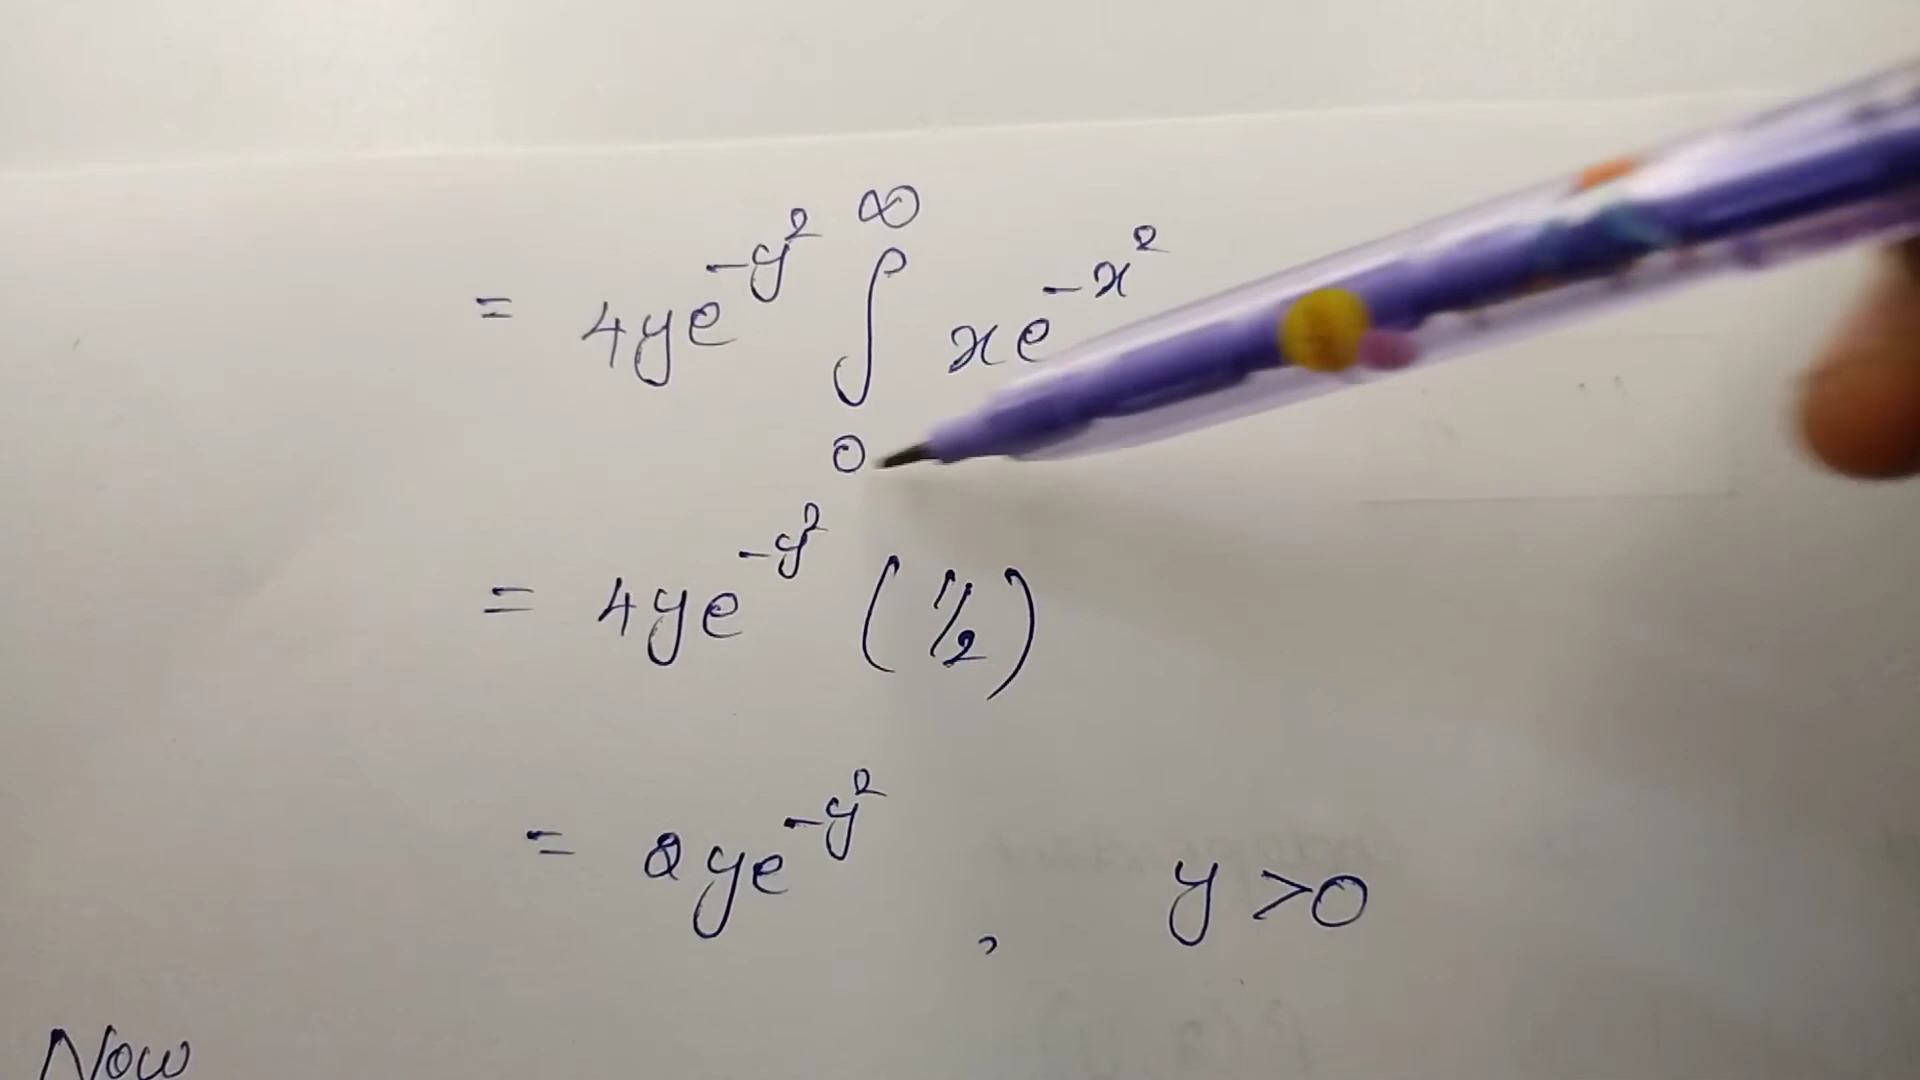 = 4ye^{-y^2} ∫_0^∞ xe^{-x^2}
= 4ye^{-y^2} (1/2)
= 2ye^{-y^2} , y > 0
Now